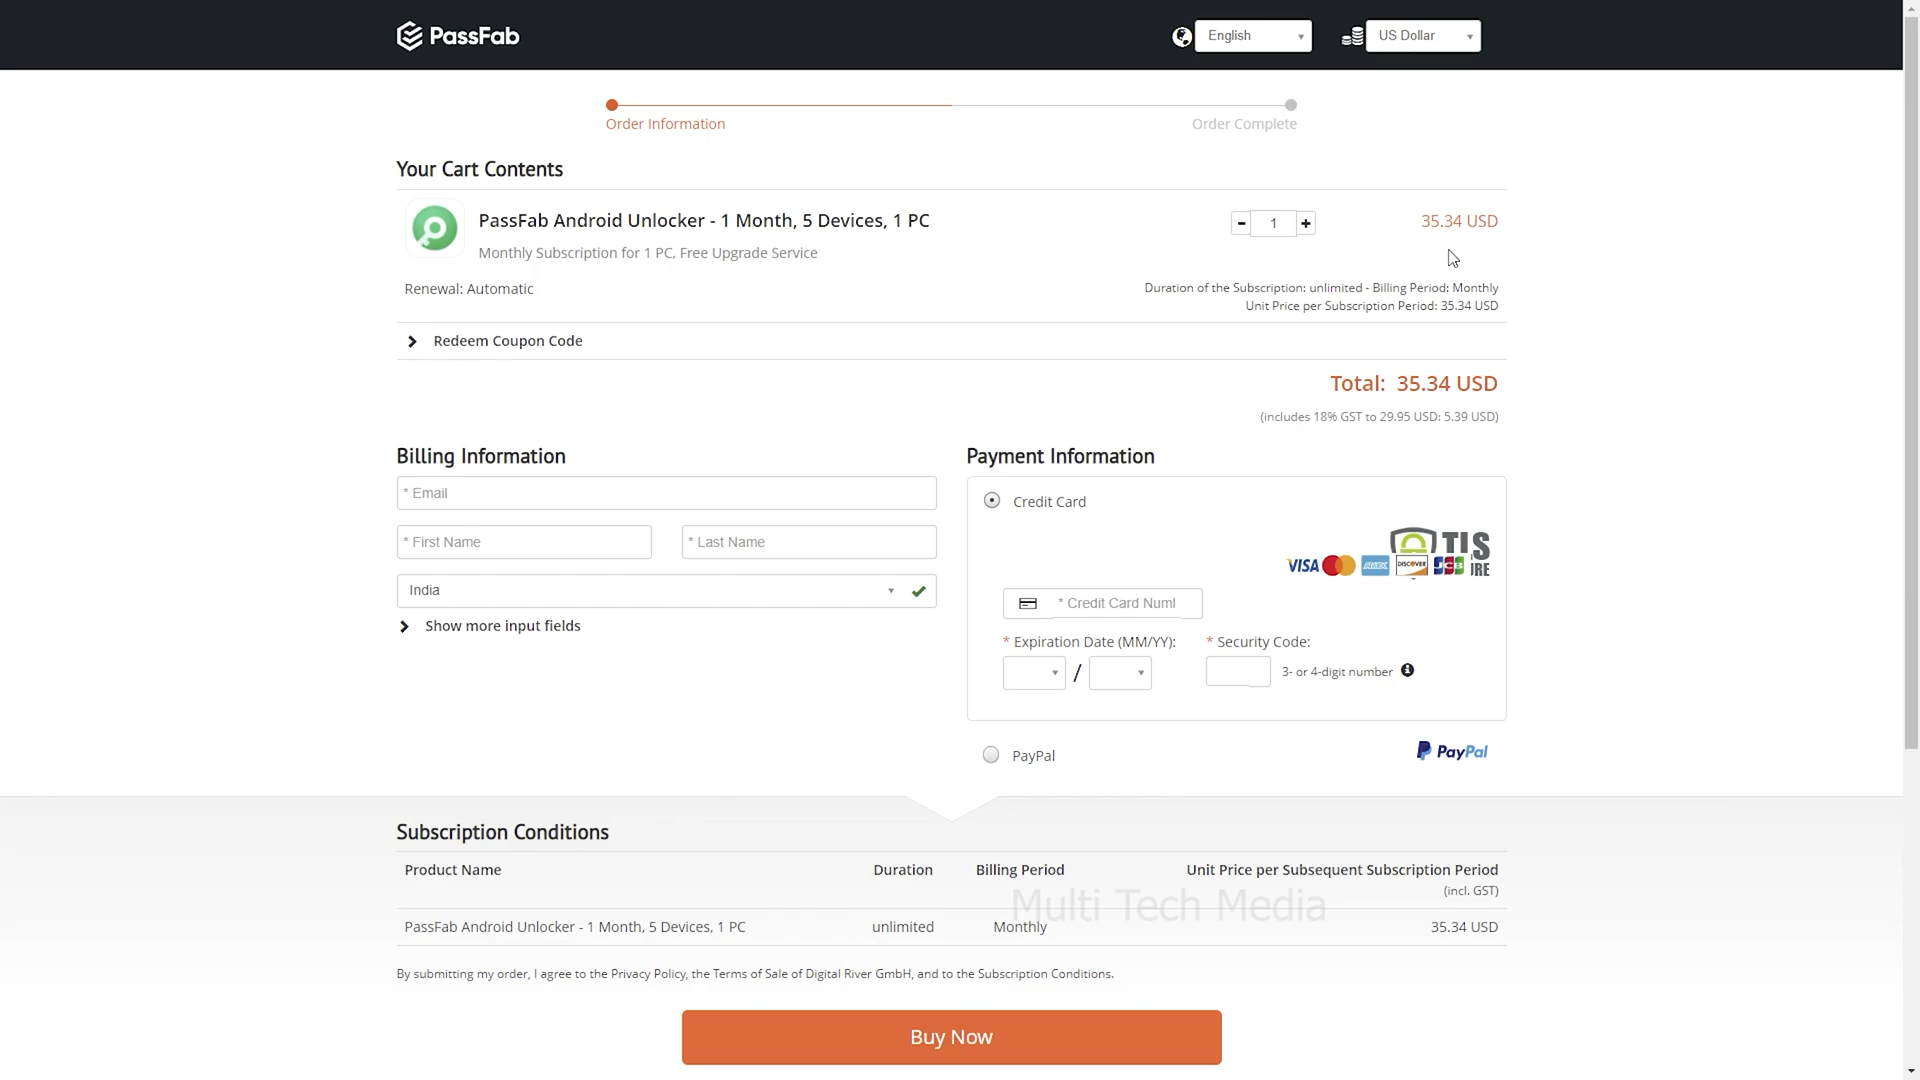 PassFab
English
US Dollar
Order Information
Order Complete
Your Cart Contents
PassFab Android Unlocker - 1 Month, 5 Devices, 1 PC
- 1 +
35.34 USD
Monthly Subscription for 1 PC, Free Upgrade Service
Renewal: Automatic
Duration of the Subscription: unlimited - Billing Period: Monthly
Unit Price per Subscription Period: 35.34 USD
Redeem Coupon Code
Total: 35.34 USD
(includes 18% GST to 29.95 USD: 5.39 USD)
Billing Information
* Email
* First Name
* Last Name
India
Show more input fields
Payment Information
Credit Card
TIS
VISA
AMEX
DISCOVER
JCB
IRE
* Credit Card Numl
* Expiration Date (MM/YY):
* Security Code:
/
3- or 4-digit number
PayPal
PayPal
Subscription Conditions
Product Name
Duration
Billing Period
Unit Price per Subsequent Subscription Period
(incl. GST)
Multi Tech Media
PassFab Android Unlocker - 1 Month, 5 Devices, 1 PC
unlimited
Monthly
35.34 USD
By submitting my order, I agree to the Privacy Policy, the Terms of Sale of Digital River GmbH, and to the Subscription Conditions.
Buy Now